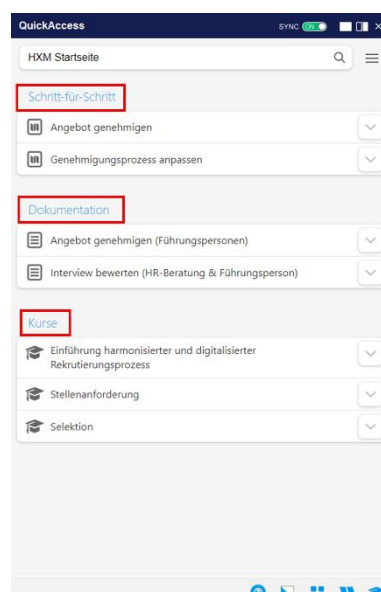 QuickAccess SYNC ON
HXM Startseite
Schritt-für-Schritt
Angebot genehmigen
Genehmigungsprozess anpassen
Dokumentation
Angebot genehmigen (Führungspersonen)
Interview bewerten (HR-Beratung & Führungsperson)
Kurse
Einführung harmonisierter und digitalisierter
Rekrutierungsprozess
Stellenanforderung
Selektion